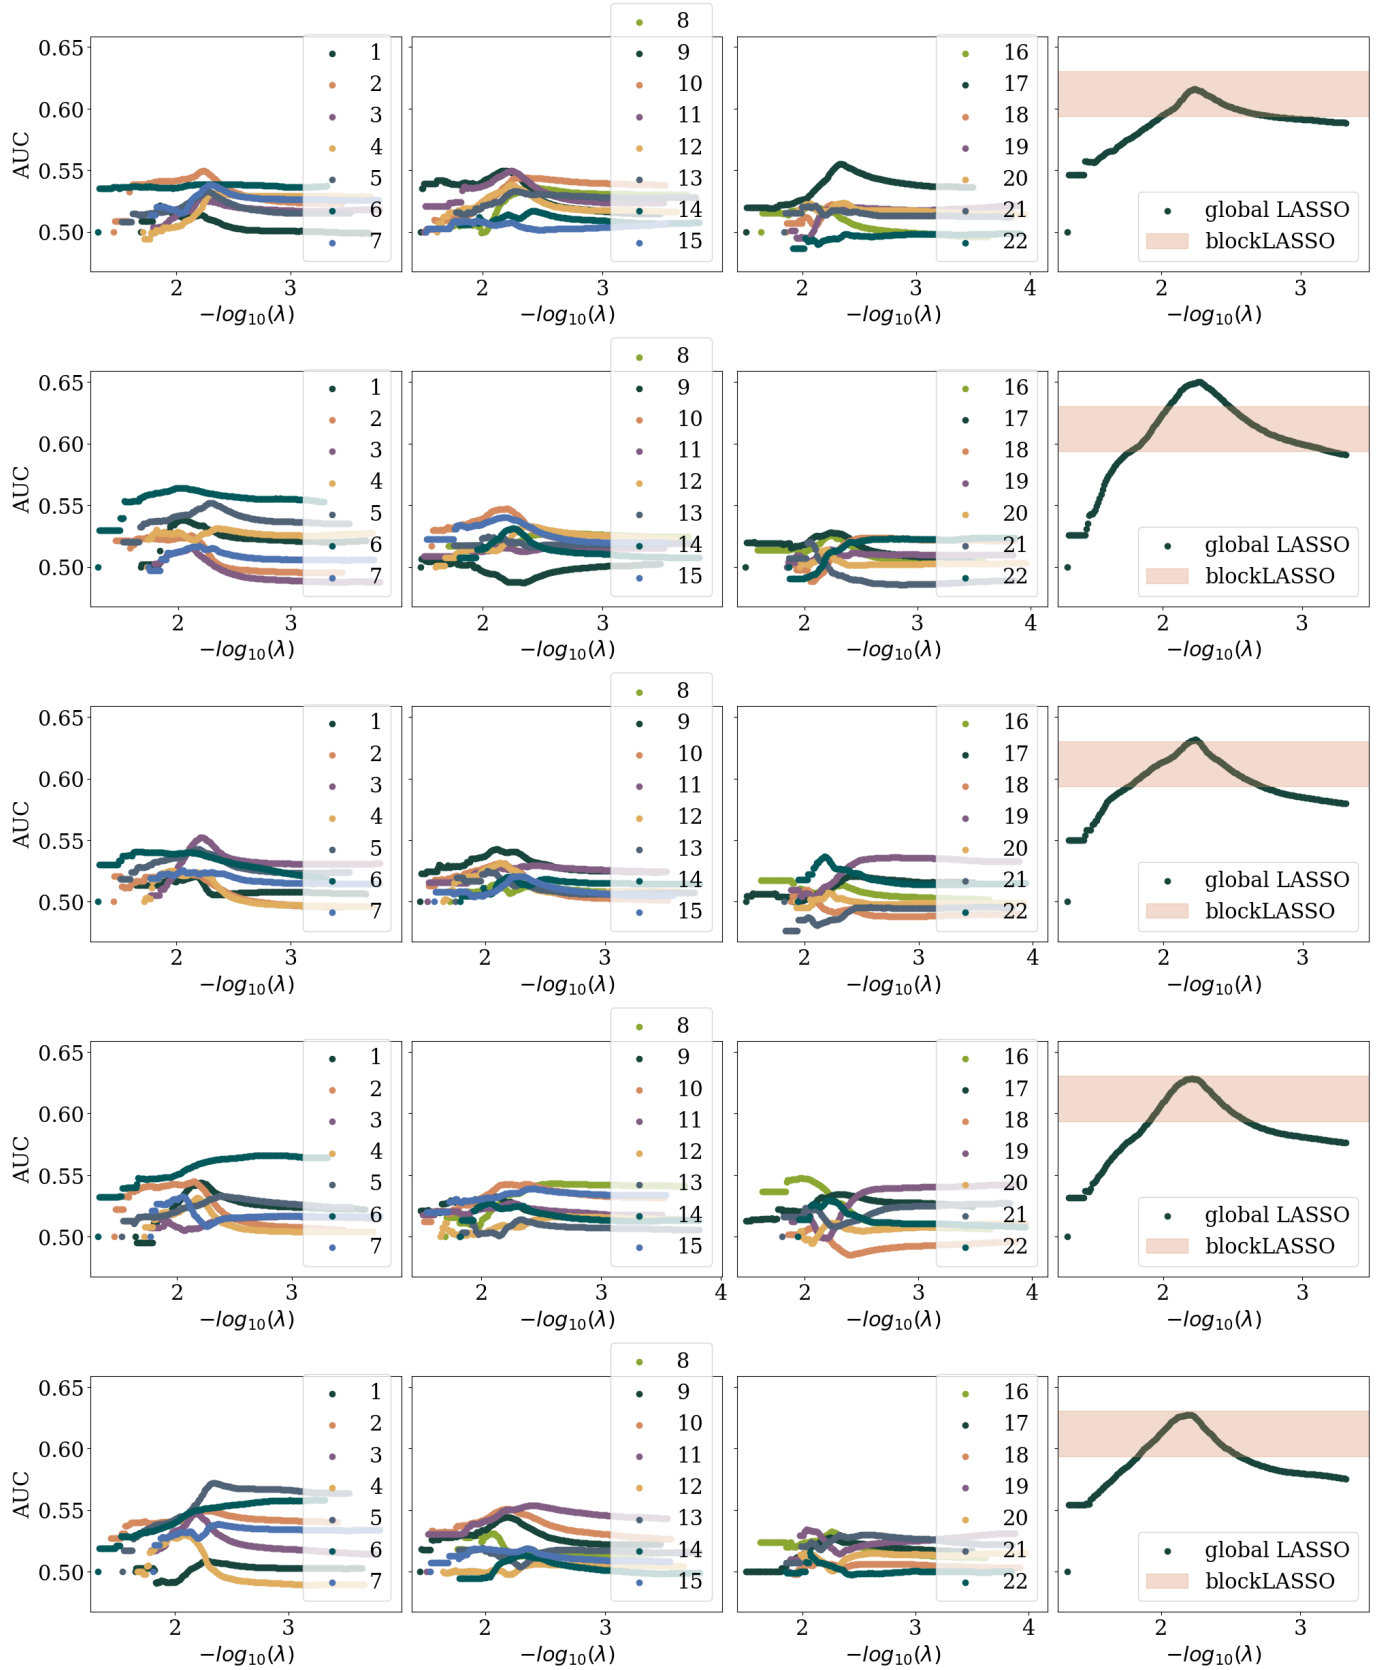 8
0.65 1 9 16
2 10 17
0.60 3 11 18
AUC 4 12 19
0.55 5 13 20
6 14 21 global LASSO
0.50 7 15 22 blockLASSO
2 3 2 3 2 3 4 2 3
−log10(λ) −log10(λ) −log10(λ) −log10(λ)
8
0.65 1 9 16
2 10 17
0.60 3 11 18
AUC 4 12 19
0.55 5 13 20
6 14 21 global LASSO
0.50 7 15 22 blockLASSO
2 3 2 3 2 3 4 2 3
−log10(λ) −log10(λ) −log10(λ) −log10(λ)
8
0.65 1 9 16
2 10 17
0.60 3 11 18
AUC 4 12 19
0.55 5 13 20
6 14 21 global LASSO
0.50 7 15 22 blockLASSO
2 3 2 3 2 3 4 2 3
−log10(λ) −log10(λ) −log10(λ) −log10(λ)
8
0.65 1 9 16
2 10 17
0.60 3 11 18
AUC 4 12 19
0.55 5 13 20
6 14 21 global LASSO
0.50 7 15 22 blockLASSO
2 3 2 3 4 2 3 4 2 3
−log10(λ) −log10(λ) −log10(λ) −log10(λ)
8
0.65 1 9 16
2 10 17
0.60 3 11 18
AUC 4 12 19
0.55 5 13 20
6 14 21 global LASSO
0.50 7 15 22 blockLASSO
2 3 2 3 2 3 4 2 3
−log10(λ) −log10(λ) −log10(λ) −log10(λ)